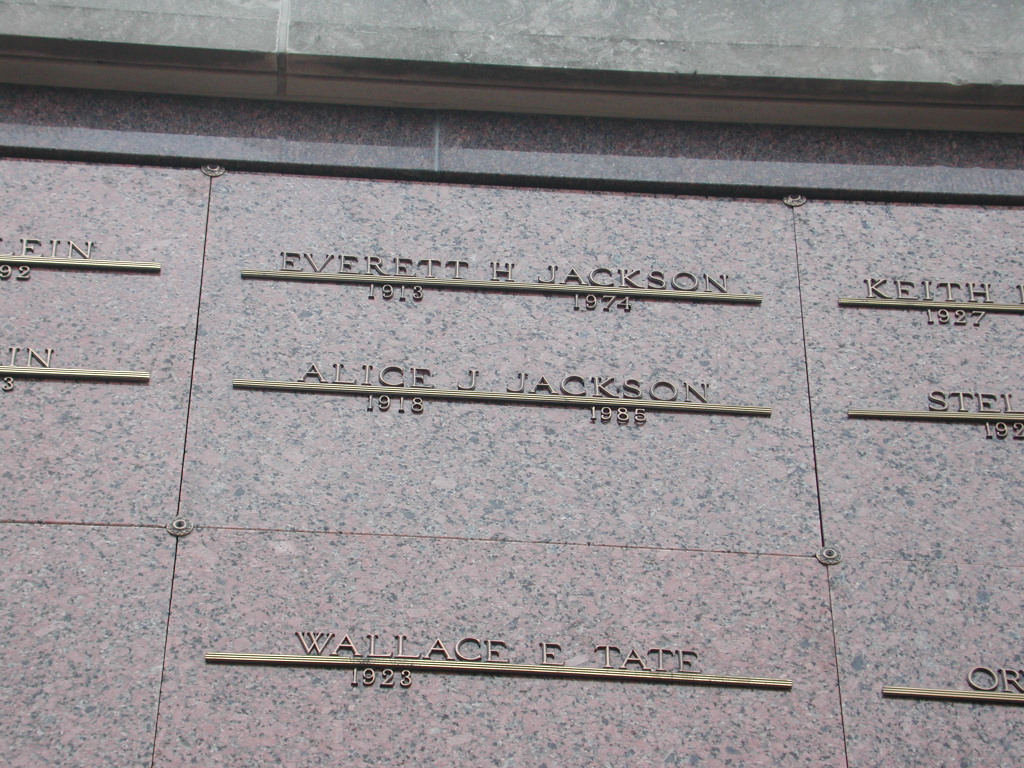 EVERETT H JACKSON
1913 1974
ALICE J JACKSON
1918 1985
WALLACE E TATE
1923
KEITH
1927